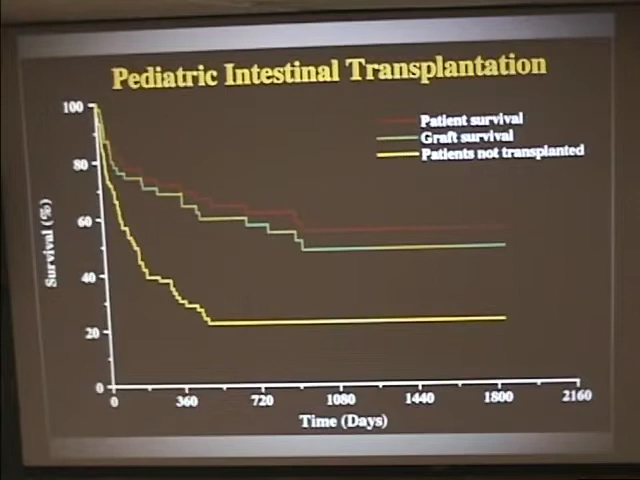 Pediatric Intestinal Transplantation
Patient survival
Graft survival
Patients not transplanted
Survival (%)
100
80
60
40
20
0
0 360 720 1080 1440 1800 2160
Time (Days)